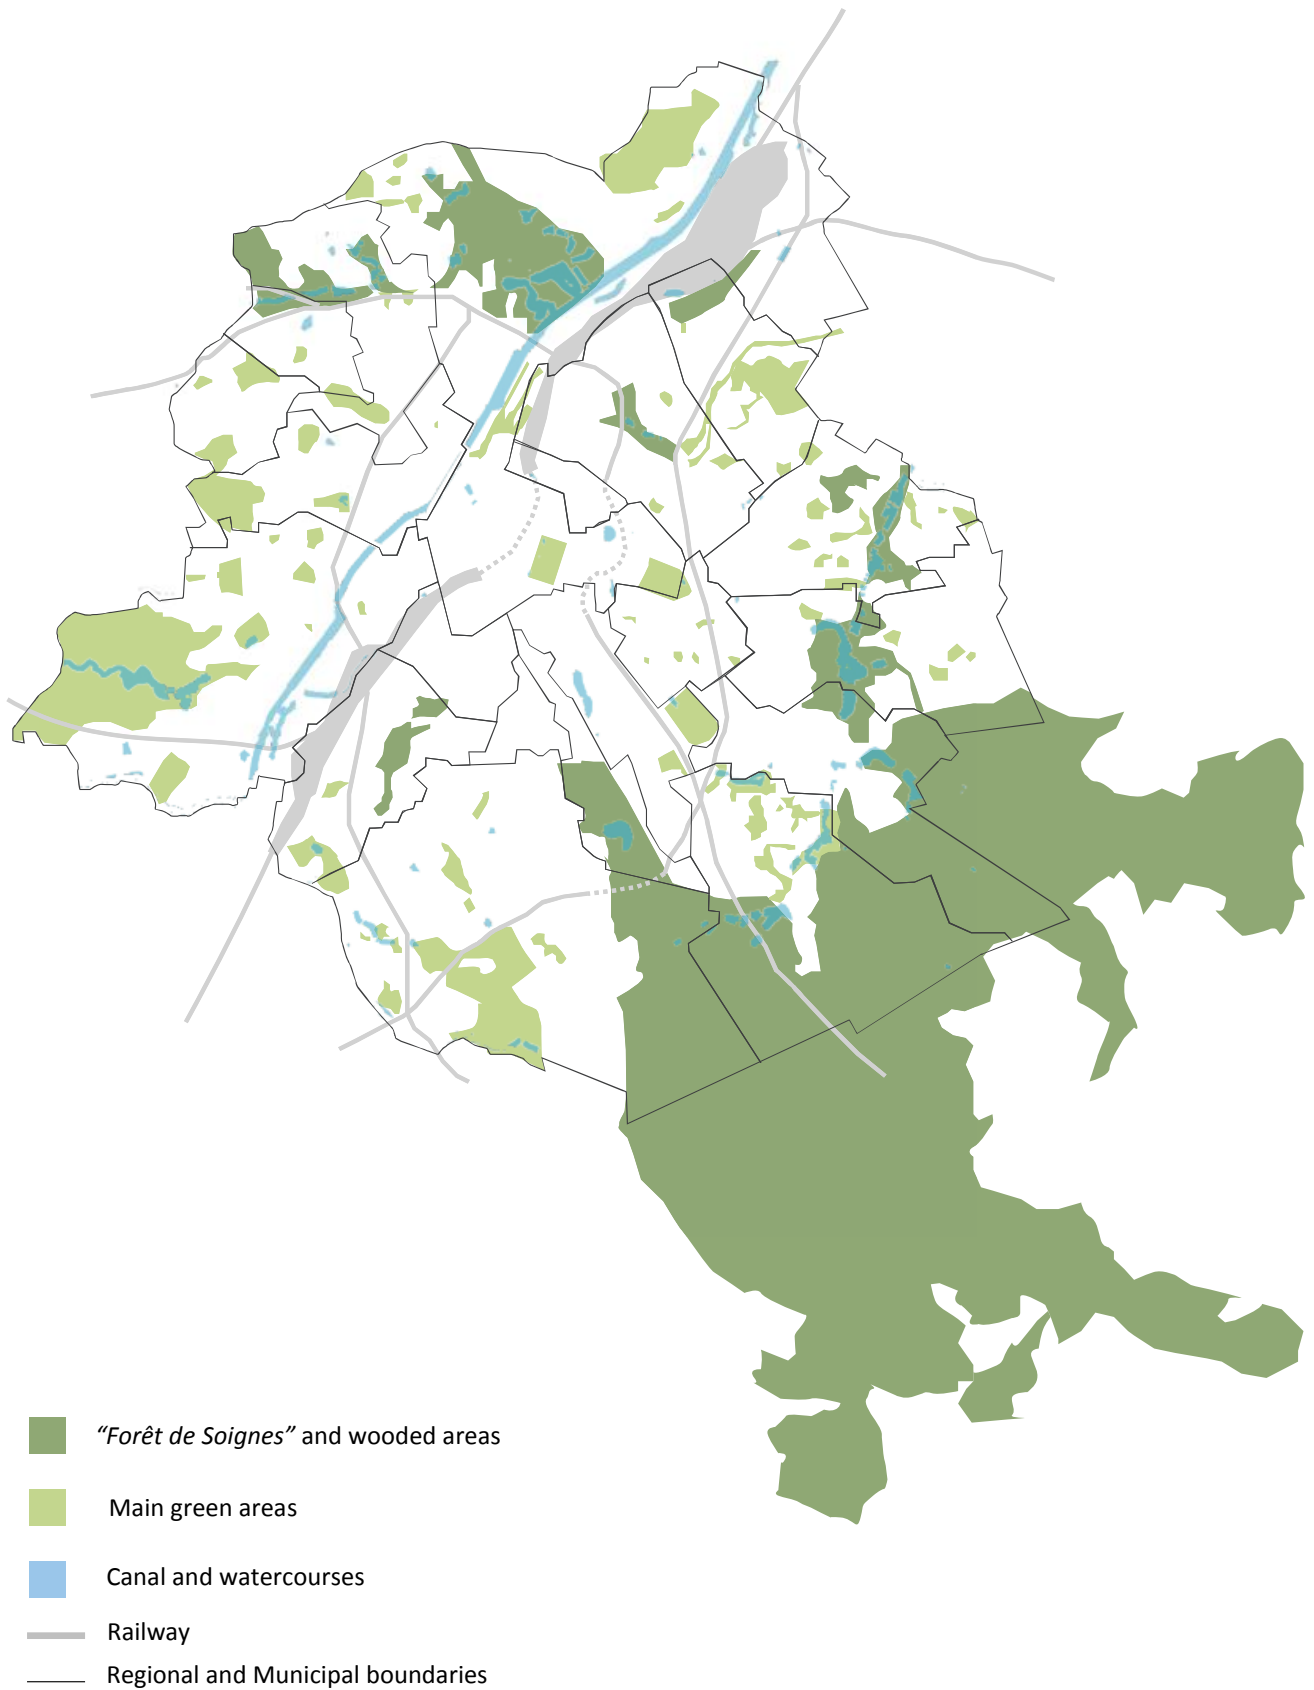 “Forêt de Soignes” and wooded areas
Main green areas
Canal and watercourses
Railway
Regional and Municipal boundaries